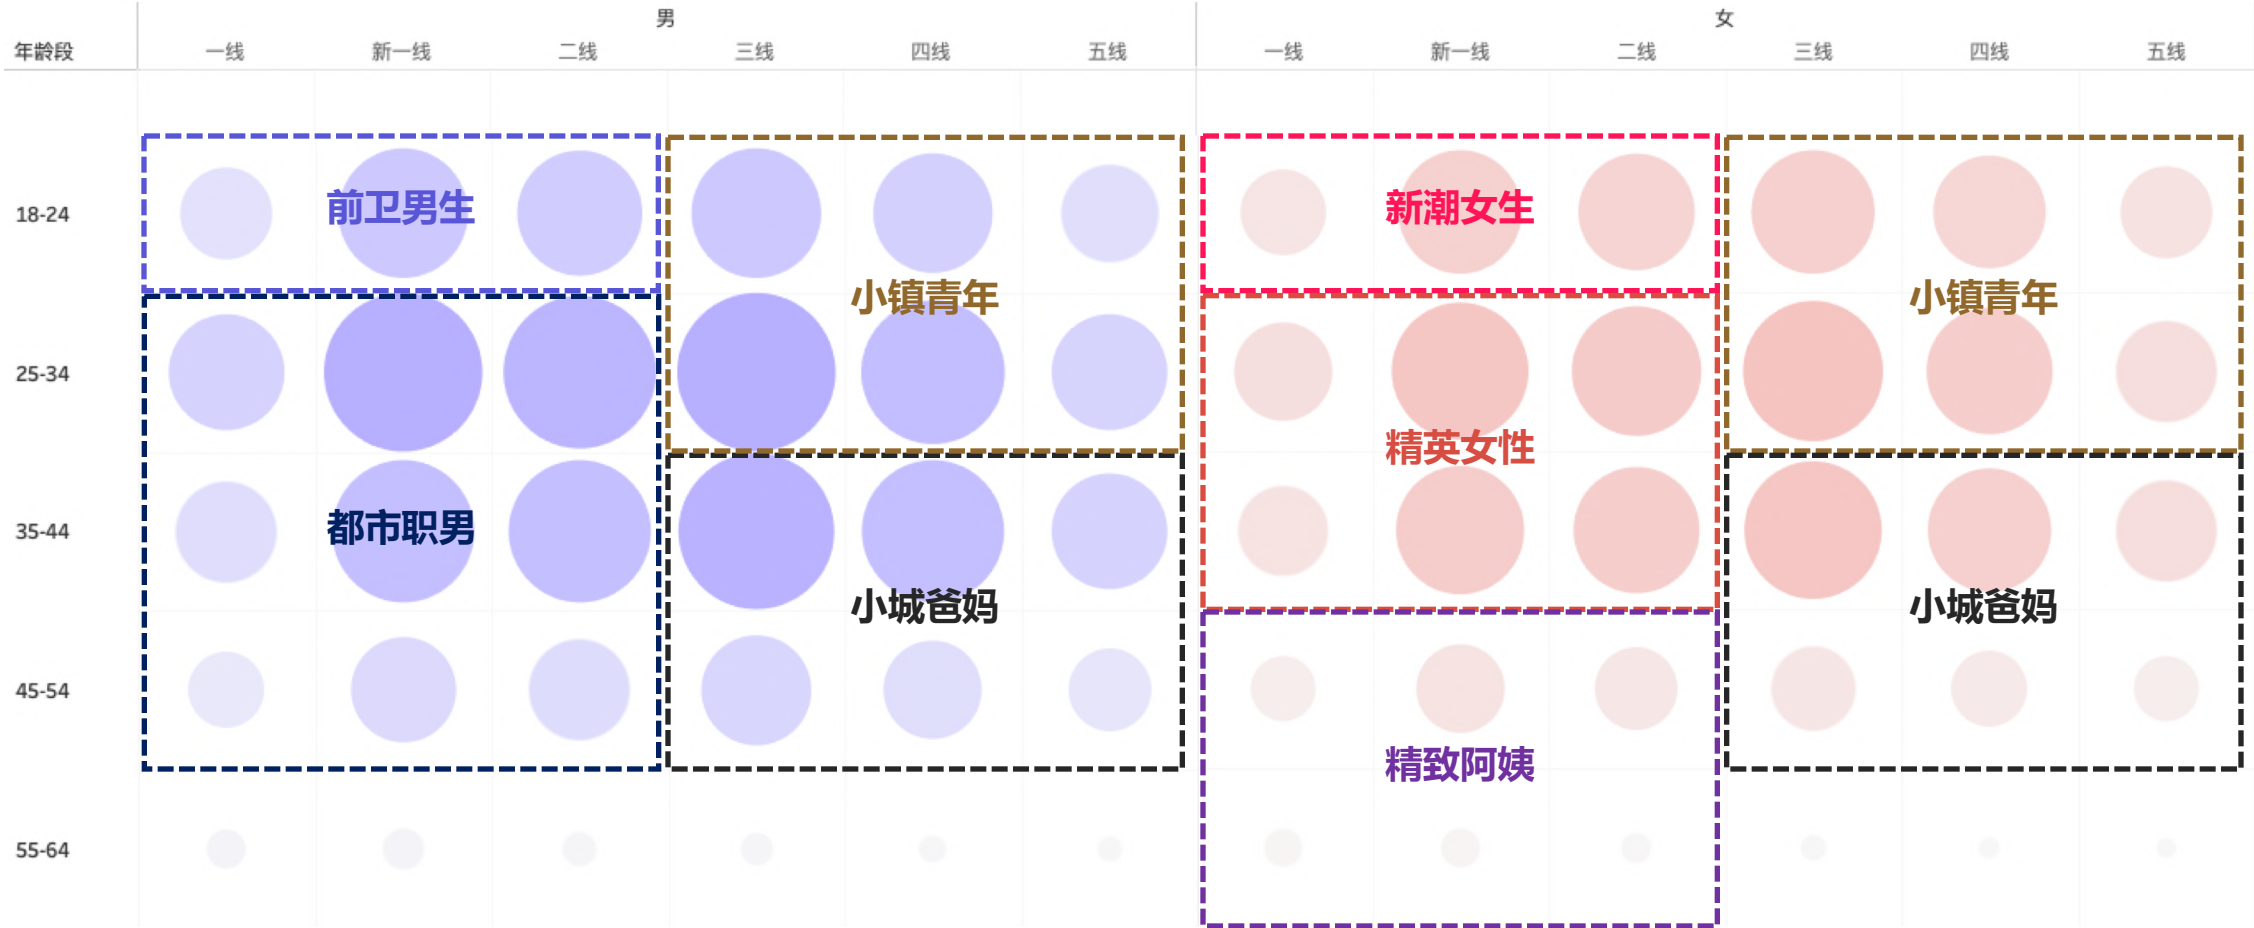 男 女
年龄段 一线 新一线 二线 三线 四线 五线 一线 新一线 二线 三线 四线 五线
18-24 前卫男生 新潮女生
小镇青年 小镇青年
25-34
精英女性
35-44 都市职男
小城爸妈 小城爸妈
45-54
精致阿姨
55-64